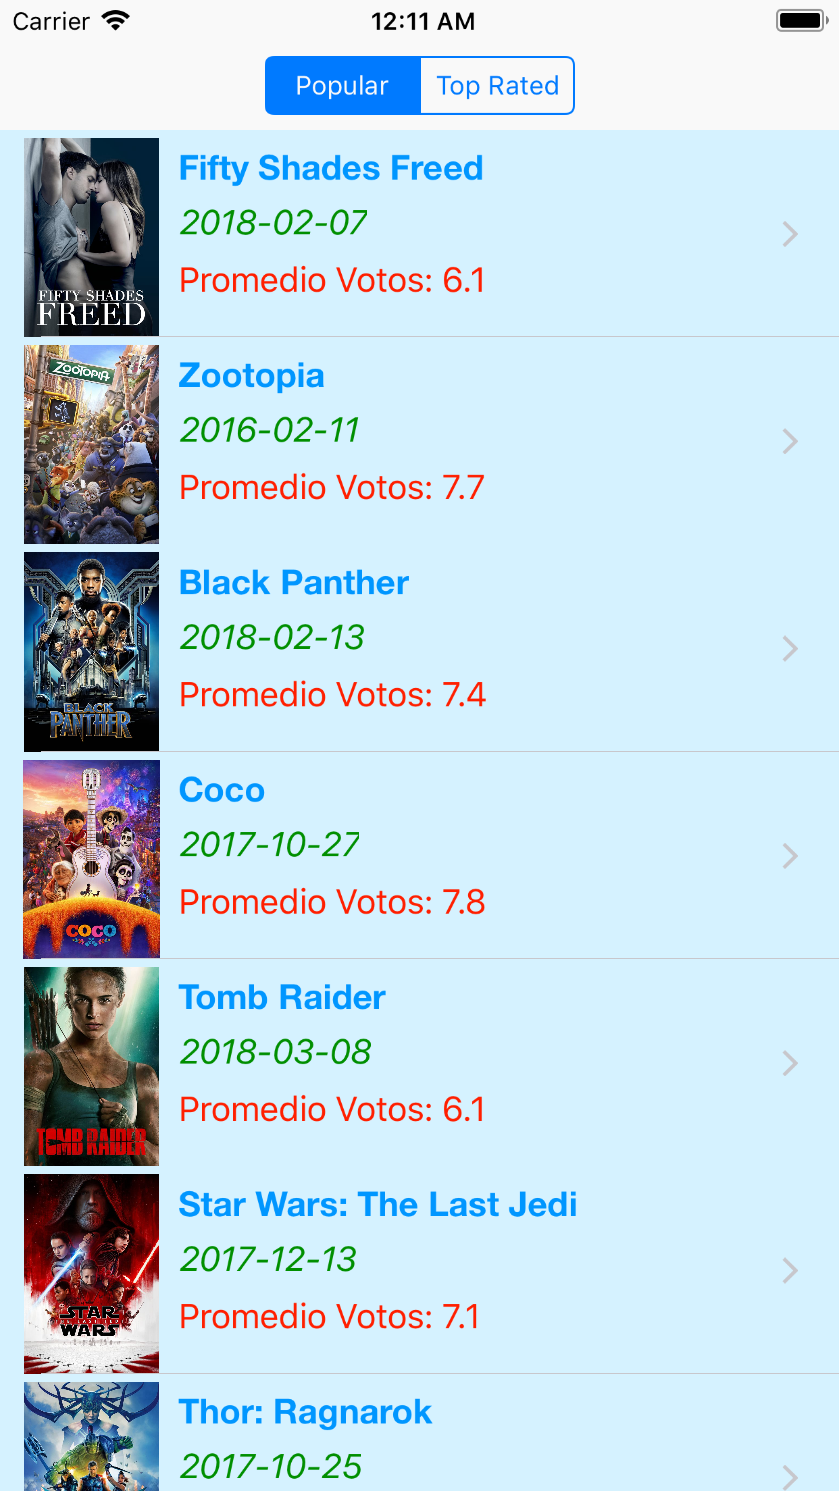 Carrier
12:11 AM
Popular
Top Rated
FIFTY SHADES
FREED
Fifty Shades Freed
2018-02-07
Promedio Votos: 6.1
ZOOTOPIA
Zootopia
2016-02-11
Promedio Votos: 7.7
BLACK
PANTHER
Black Panther
2018-02-13
Promedio Votos: 7.4
COCO
Coco
2017-10-27
Promedio Votos: 7.8
TOMB RAIDER
Tomb Raider
2018-03-08
Promedio Votos: 6.1
STAR
THE LAST JEDI
WARS
Star Wars: The Last Jedi
2017-12-13
Promedio Votos: 7.1
Thor: Ragnarok
2017-10-25